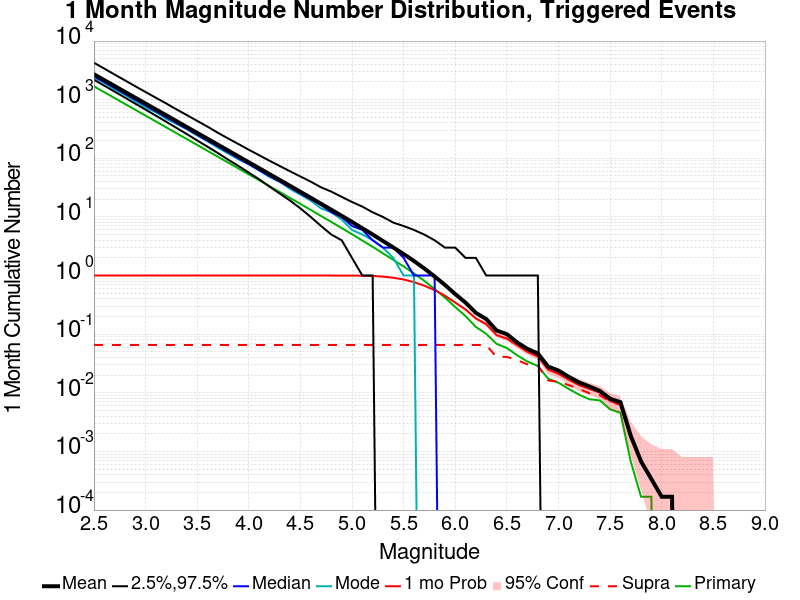 1 Month Magnitude Number Distribution, Triggered Events
1 Month Cumulative Number
10^4
10^3
10^2
10^1
10^0
10^-1
10^-2
10^-3
10^-4
2.5 3.0 3.5 4.0 4.5 5.0 5.5 6.0 6.5 7.0 7.5 8.0 8.5 9.0
Magnitude
Mean 2.5%,97.5% Median Mode 1 mo Prob 95% Conf Supra Primary